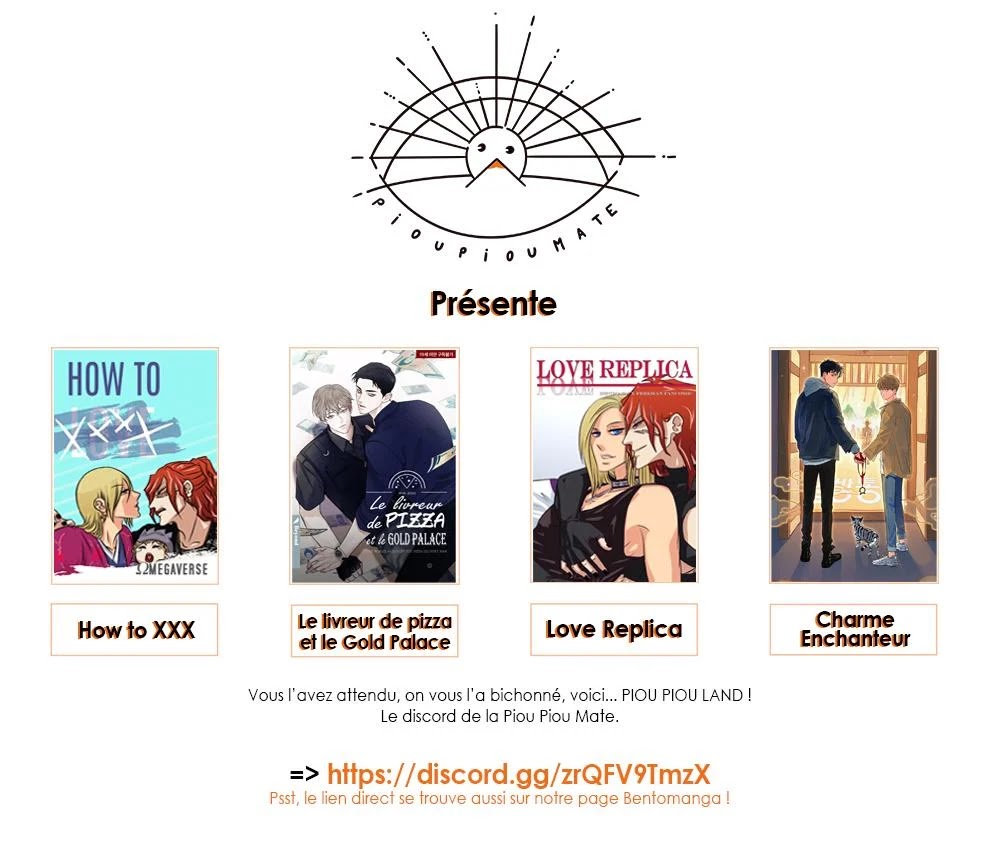 PIOUPIOUMATE
Présente
HOW TO
XXX
ΩMEGAVERSE
Le livreur
de PIZZA
et le GOLD PALACE
LOVE REPLICA
How to XXX
Le livreur de pizza
et le Gold Palace
Love Replica
Charme
Enchanteur
Vous l'avez attendu, on vous l'a bichonné, voici... PIOU PIOU LAND !
Le discord de la Piou Piou Mate.
=> https://discord.gg/zrQFV9TmzX
Psst, le lien direct se trouve aussi sur notre page Bentomanga !